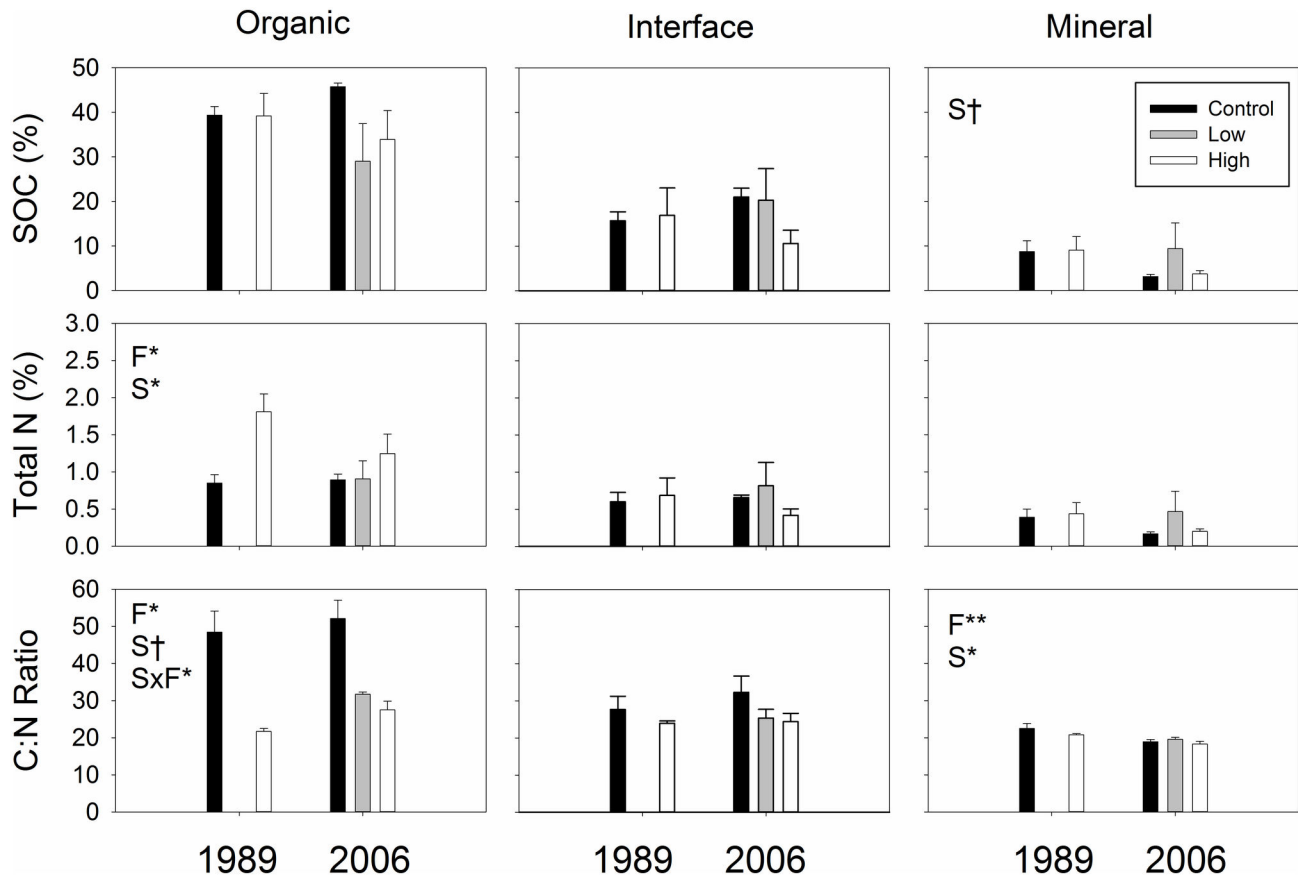 Organic Interface Mineral
SOC (%)
50
40
30
20
10
0
S†
Control
Low
High
Total N (%)
3.0
2.5
2.0
1.5
1.0
0.5
0.0
F*
S*
C:N Ratio
60
50
40
30
20
10
0
F*
S†
SxF*
F**
S*
1989 2006 1989 2006 1989 2006